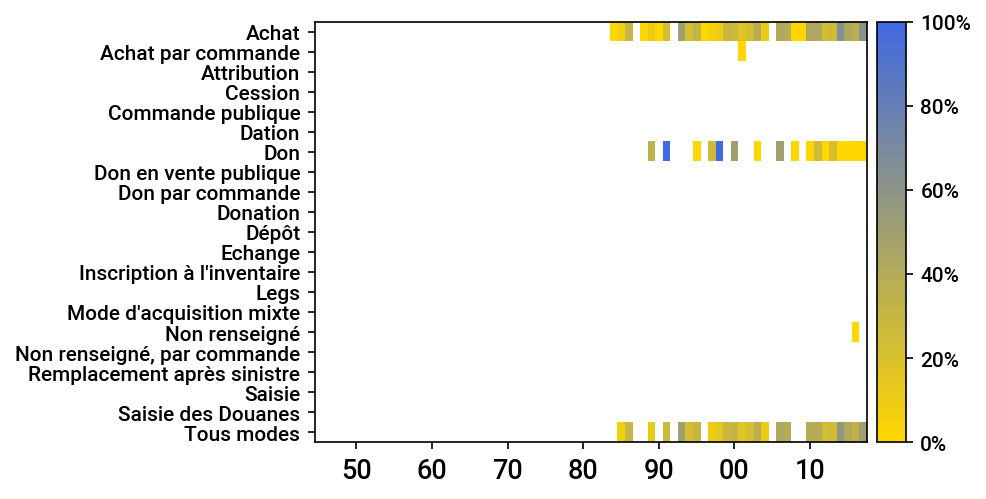 Achat
Achat par commande
Attribution
Cession
Commande publique
Dation
Don
Don en vente publique
Don par commande
Donation
Dépôt
Echange
Inscription à l'inventaire
Legs
Mode d'acquisition mixte
Non renseigné
Non renseigné, par commande
Remplacement après sinistre
Saisie
Saisie des Douanes
Tous modes
50 60 70 80 90 00 10
100%
80%
60%
40%
20%
0%